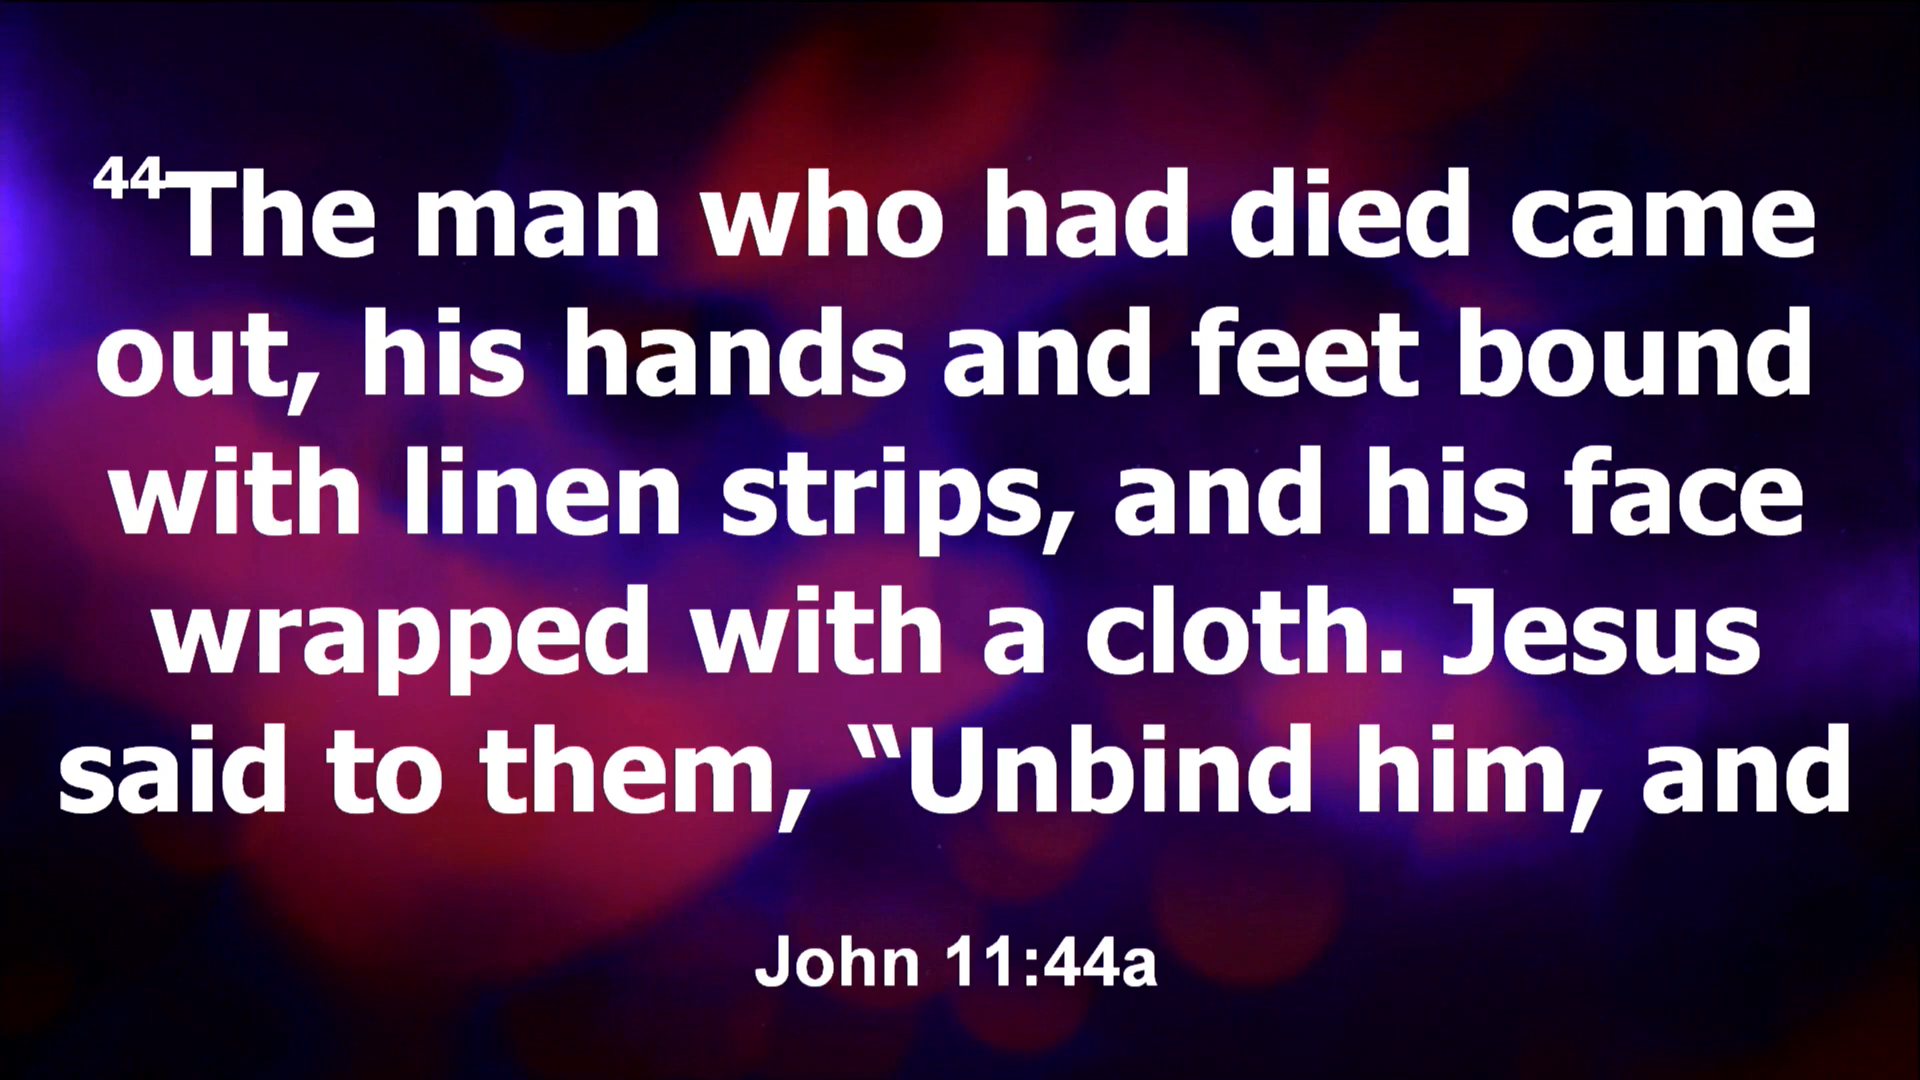 44The man who had died came
out, his hands and feet bound
with linen strips, and his face
wrapped with a cloth. Jesus
said to them, “Unbind him, and
John 11:44a